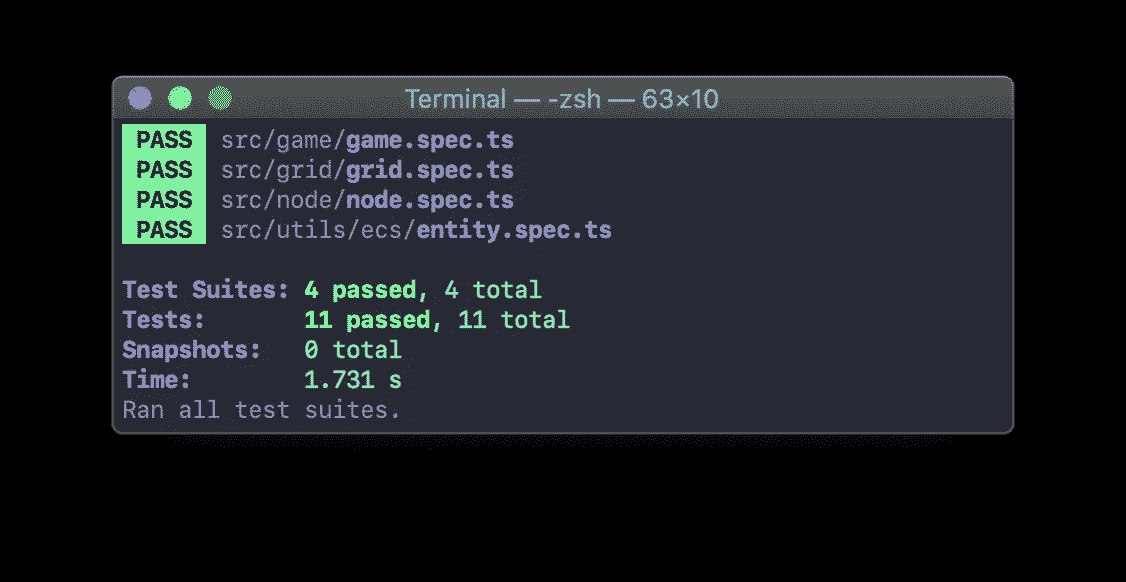 Terminal — -zsh — 63×10
PASS src/game/game.spec.ts
PASS src/grid/grid.spec.ts
PASS src/node/node.spec.ts
PASS src/utils/ecs/entity.spec.ts
Test Suites: 4 passed, 4 total
Tests: 11 passed, 11 total
Snapshots: 0 total
Time: 1.731 s
Ran all test suites.